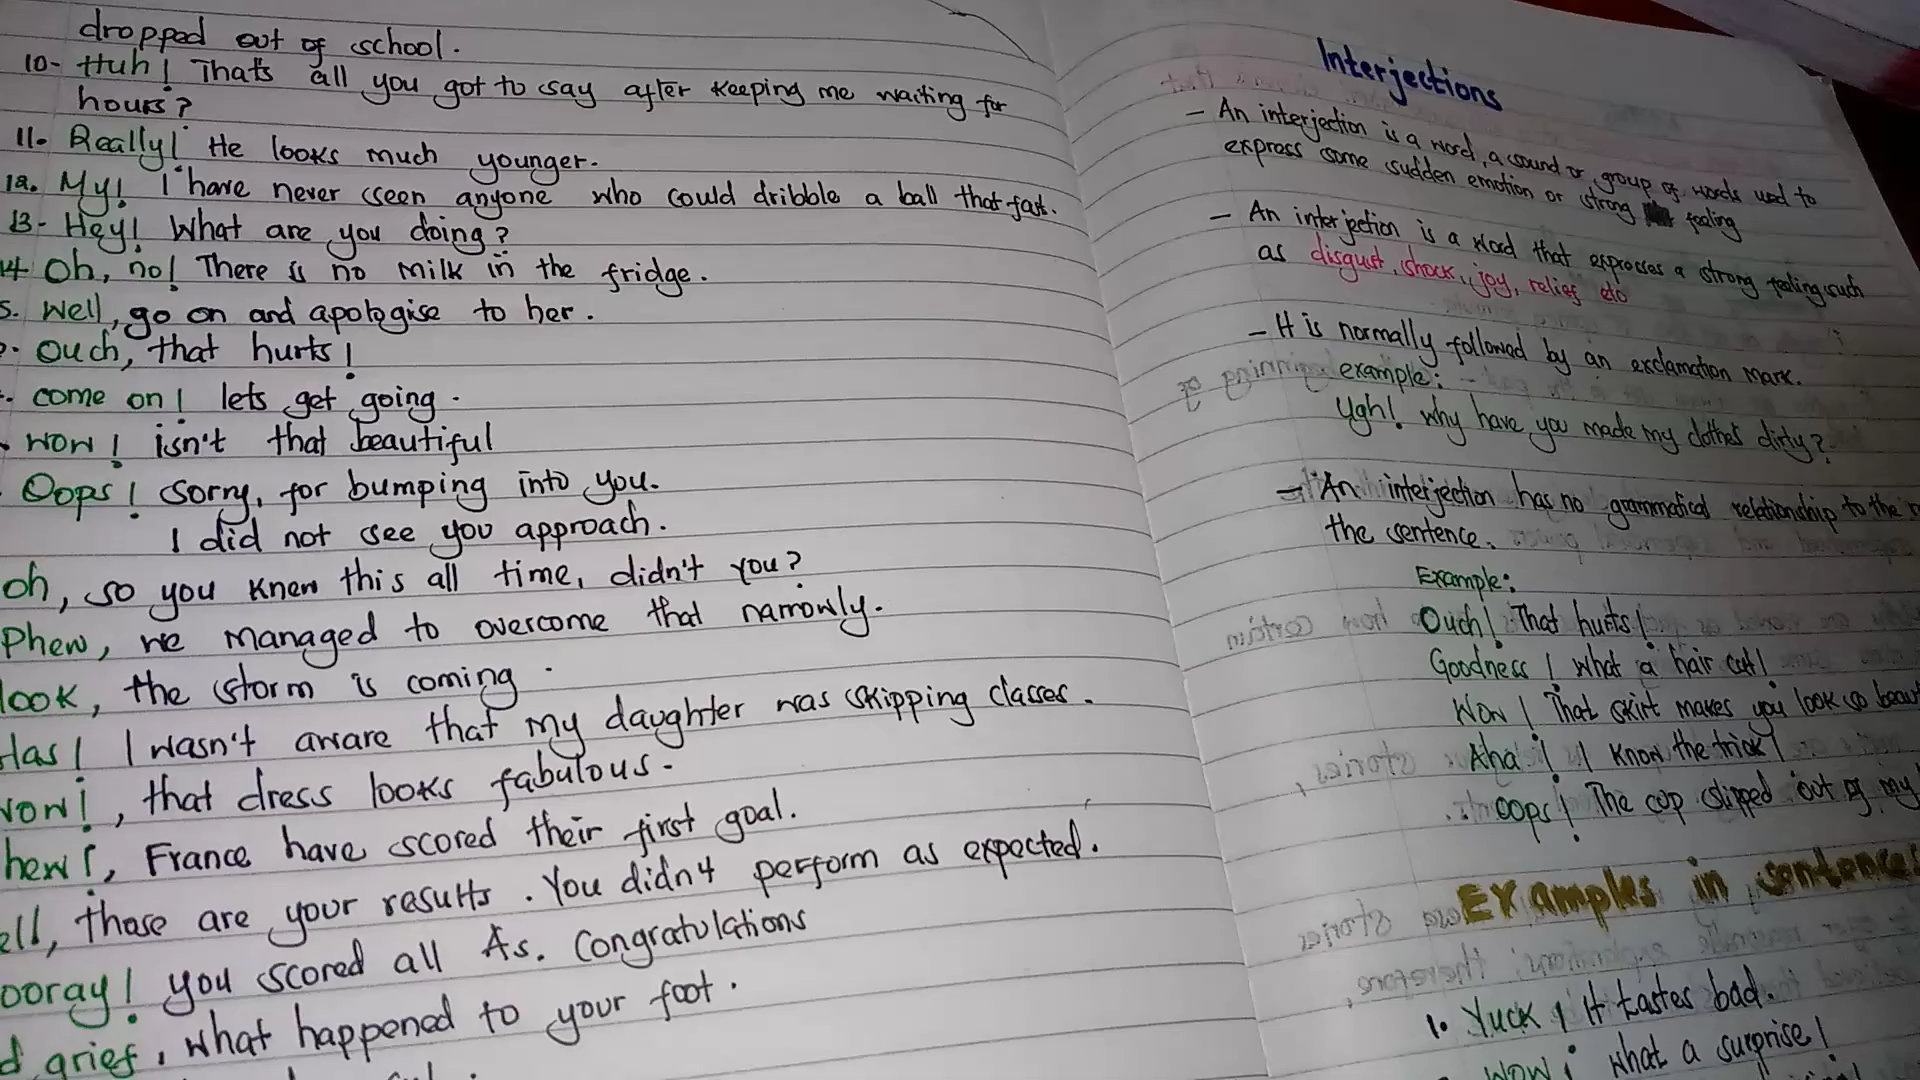 dropped out of school.
10- Huh! That's all you got to say after keeping me waiting for
hours?
11. Really! He looks much younger.
12. My! I have never seen anyone who could dribble a ball that fast.
13- Hey! What are you doing?
14 Oh, no! There is no milk in the fridge.
5. Well, go on and apologise to her.
Ouch, that hurts!
come on! lets get going.
Wow! isn't that beautiful
Oops! Sorry, for bumping into you.
I did not see you approach.
oh, so you knew this all time, didn't you?
Phew, we managed to overcome that narrowly.
look, the storm is coming.
las! I wasn't aware that my daughter was skipping classes.
wow!, that dress looks fabulous.
hew!, France have scored their first goal.
ell, those are your results. You didn't perform as expected.
ooray! you scored all As. Congratulations
d grief, what happened to your foot.
Interjections
- An interjection is a word, a sound or group of words used to
express some sudden emotion or strong feeling
- An interjection is a word that expresses a strong feeling such
as disgust, shock, joy, relief etc
- It is normally followed by an exclamation mark.
example:
Ugh! Why have you made my clothes dirty?
- An interjection has no grammatical relationship to the
the sentence.
Example:
Ouch! That hurts!
Goodness! What a hair cut!
Wow! That skirt makes you look so beaut
Aha! I know the trick!
Oops! The cup slipped out of my
Examples in sentences
1. Yuck! It tastes bad.
Wow! What a surprise!